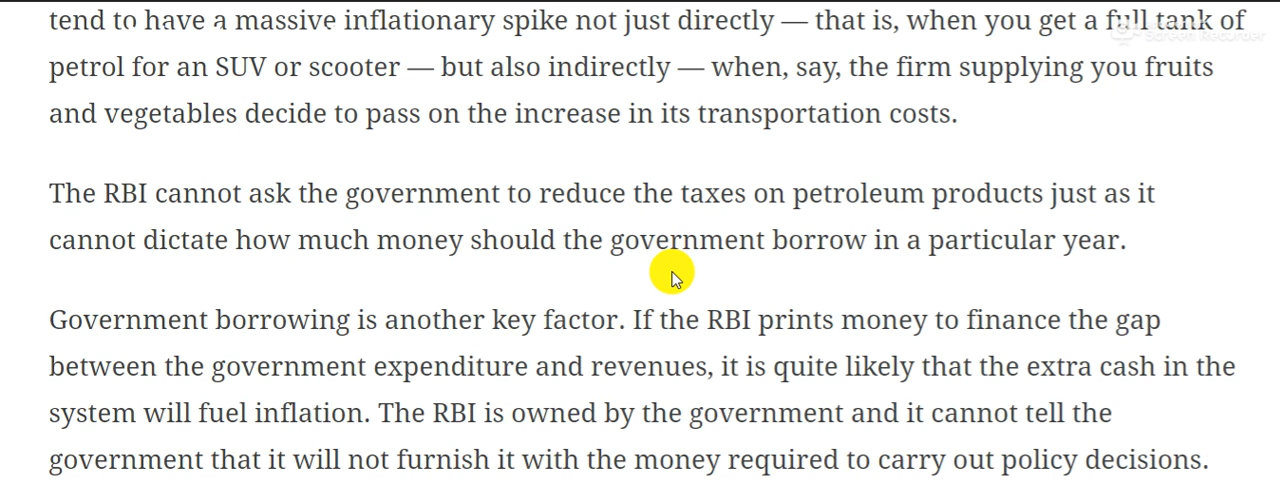 tend to have a massive inflationary spike not just directly — that is, when you get a full tank of
petrol for an SUV or scooter — but also indirectly — when, say, the firm supplying you fruits
and vegetables decide to pass on the increase in its transportation costs.
The RBI cannot ask the government to reduce the taxes on petroleum products just as it
cannot dictate how much money should the government borrow in a particular year.
Government borrowing is another key factor. If the RBI prints money to finance the gap
between the government expenditure and revenues, it is quite likely that the extra cash in the
system will fuel inflation. The RBI is owned by the government and it cannot tell the
government that it will not furnish it with the money required to carry out policy decisions.
Screen Recorder